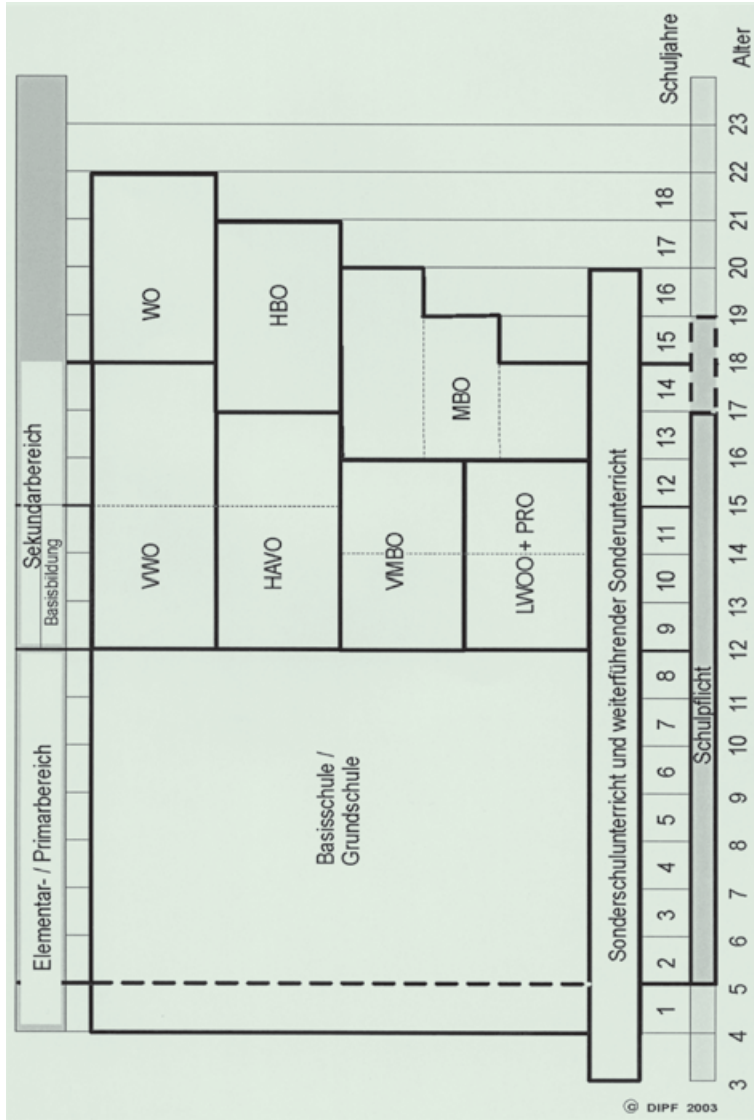 Elementar- / Primarbereich
Sekundarbereich
Basisbildung
VWO
WO
HAVO
HBO
Basisschule /
Grundschule
VMBO
MBO
LWOO + PRO
Sonderschulunterricht und weiterführender Sonderunterricht
1 2 3 4 5 6 7 8 9 10 11 12 13 14 15 16 17 18 Schuljahre
Schulpflicht
3 4 5 6 7 8 9 10 11 12 13 14 15 16 17 18 19 20 21 22 23 Alter
© DIPF 2003